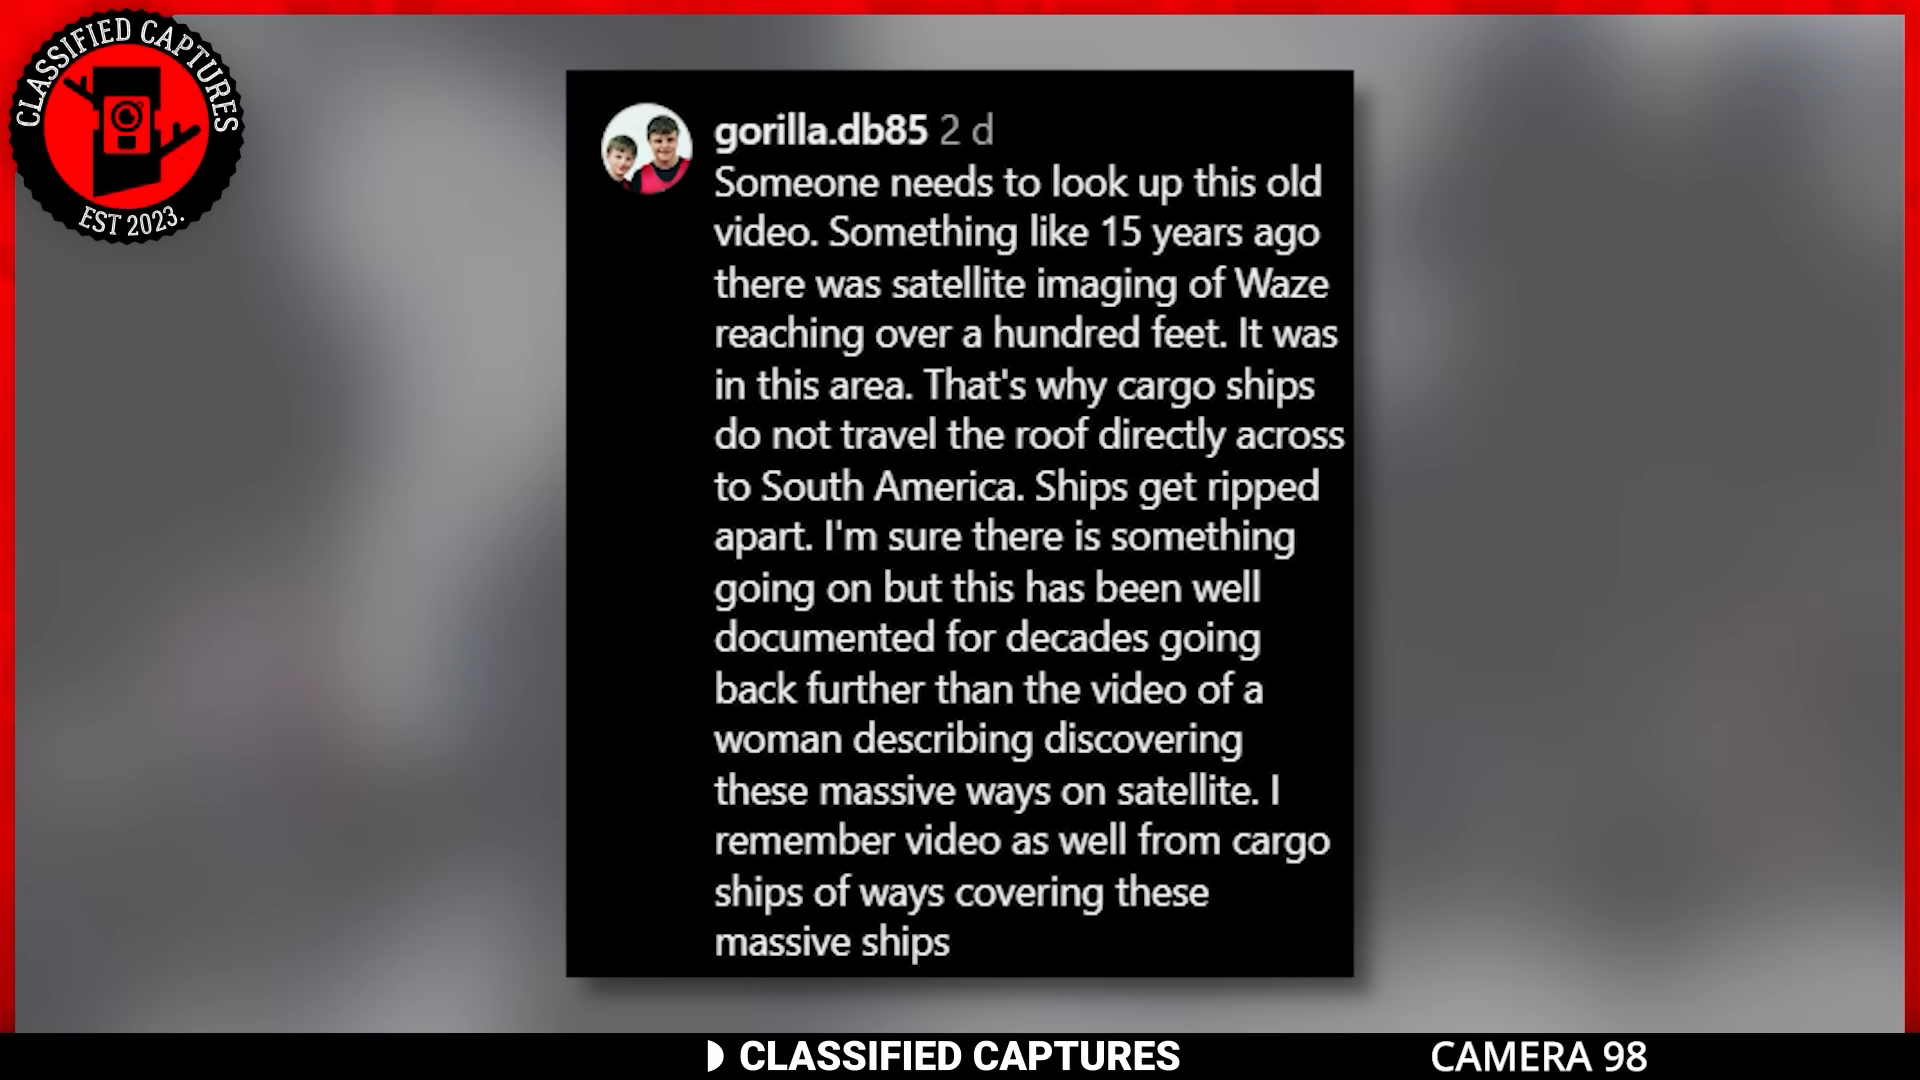 CLASSIFIED CAPTURES
EST 2023.
gorilla.db85 2 d
Someone needs to look up this old
video. Something like 15 years ago
there was satellite imaging of Waze
reaching over a hundred feet. It was
in this area. That's why cargo ships
do not travel the roof directly across
to South America. Ships get ripped
apart. I'm sure there is something
going on but this has been well
documented for decades going
back further than the video of a
woman describing discovering
these massive ways on satellite. I
remember video as well from cargo
ships of ways covering these
massive ships
CLASSIFIED CAPTURES
CAMERA 98